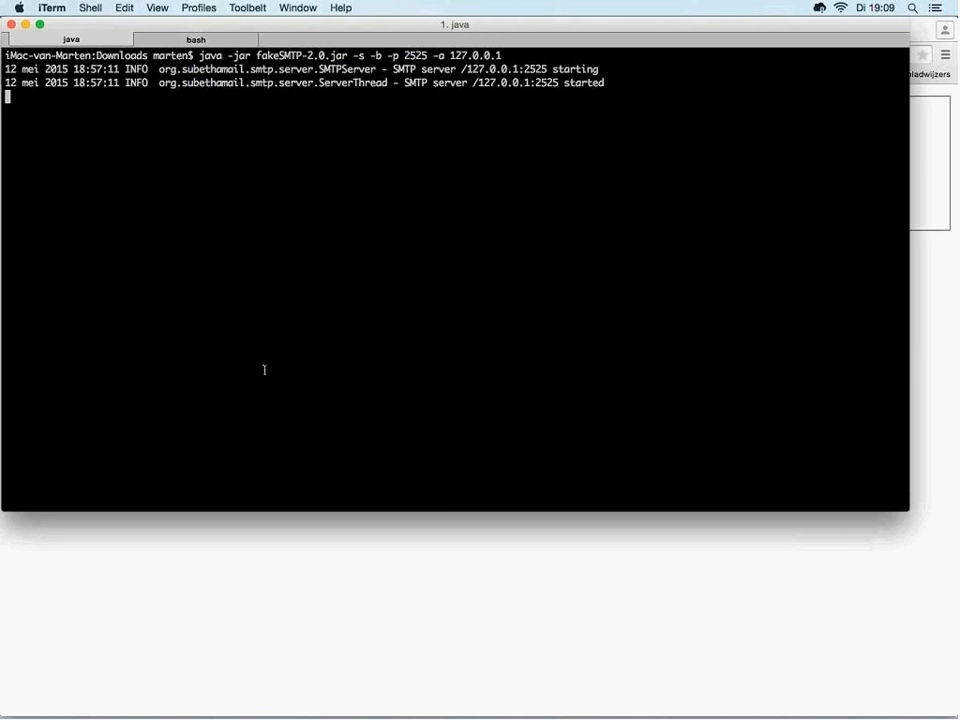 iTerm Shell Edit View Profiles Toolbelt Window Help Di 19:09
1. java
java bash
iMac-van-Marten:Downloads marten$ java -jar fakeSMTP-2.0.jar -s -b -p 2525 -a 127.0.0.1
12 mei 2015 18:57:11 INFO  org.subethamail.smtp.server.SMTPServer - SMTP server /127.0.0.1:2525 starting
12 mei 2015 18:57:11 INFO  org.subethamail.smtp.server.ServerThread - SMTP server /127.0.0.1:2525 started
ladwijzers